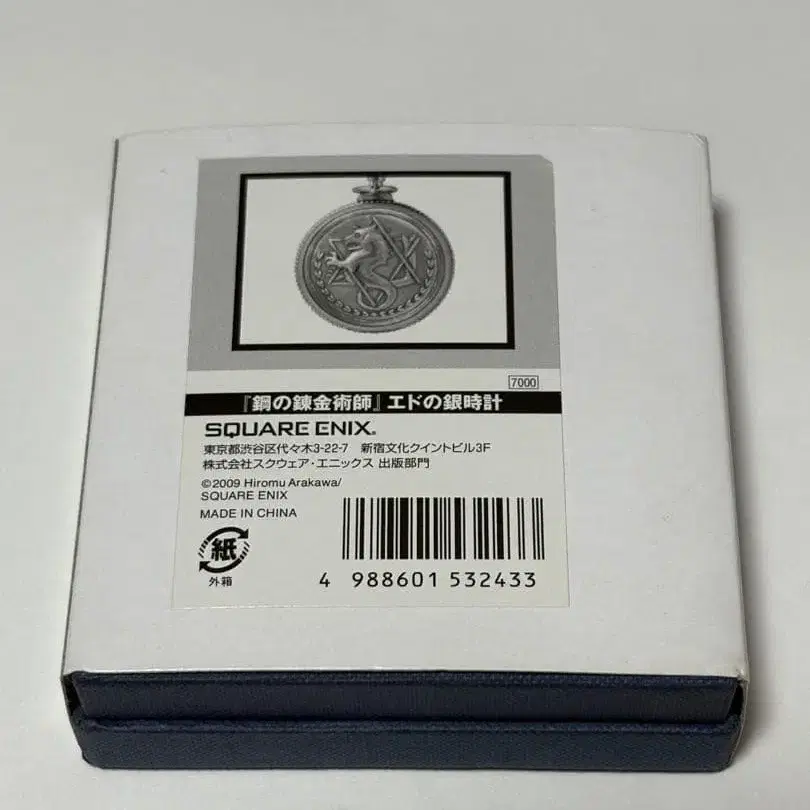 7000
『鋼の錬金術師』エドの銀時計
SQUARE ENIX®
東京都渋谷区代々木3-22-7 新宿文化クイントビル3F
株式会社スクウェア・エニックス 出版部門
©2009 Hiromu Arakawa/
SQUARE ENIX
MADE IN CHINA
紙
外箱
4 988601 532433